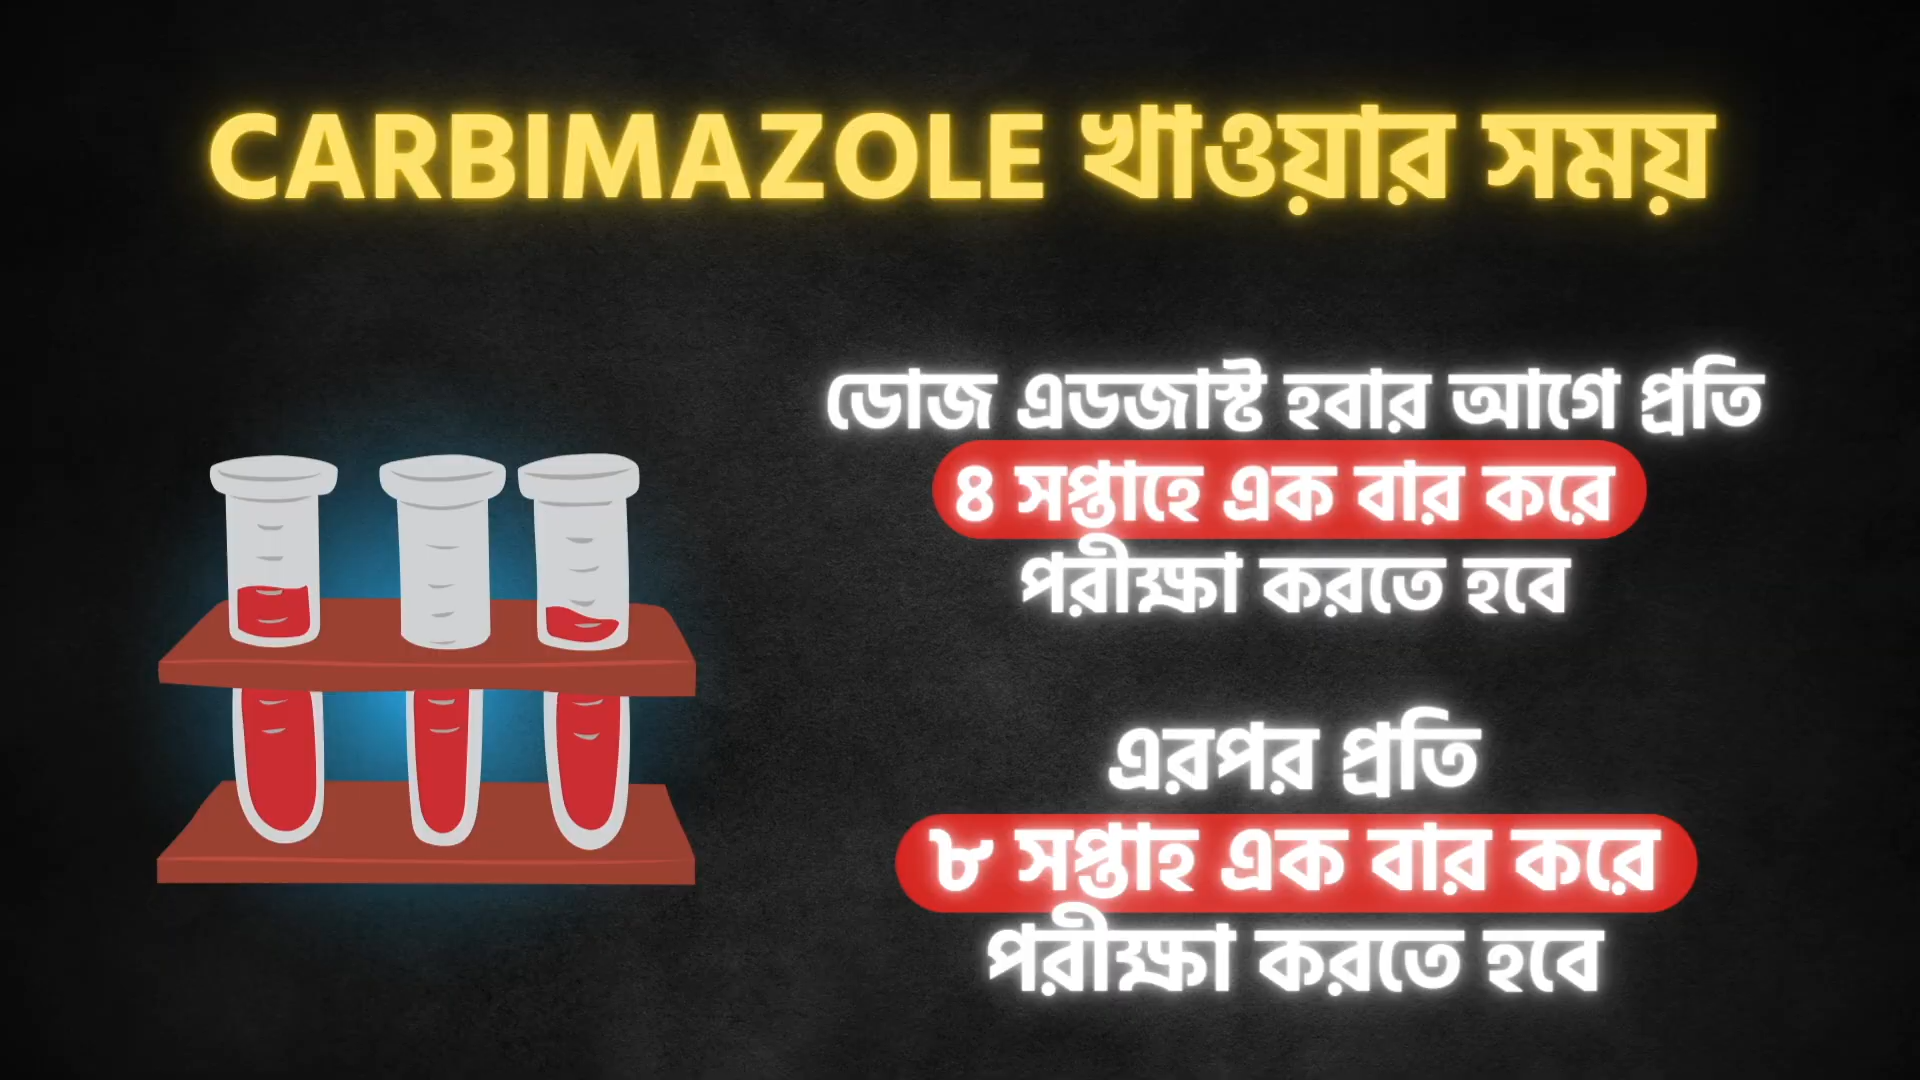 CARBIMAZOLE খাওয়ার সময়
ডোজ এডজাস্ট হবার আগে প্রতি
৪ সপ্তাহে এক বার করে
পরীক্ষা করতে হবে
এরপর প্রতি
৮ সপ্তাহ এক বার করে
পরীক্ষা করতে হবে